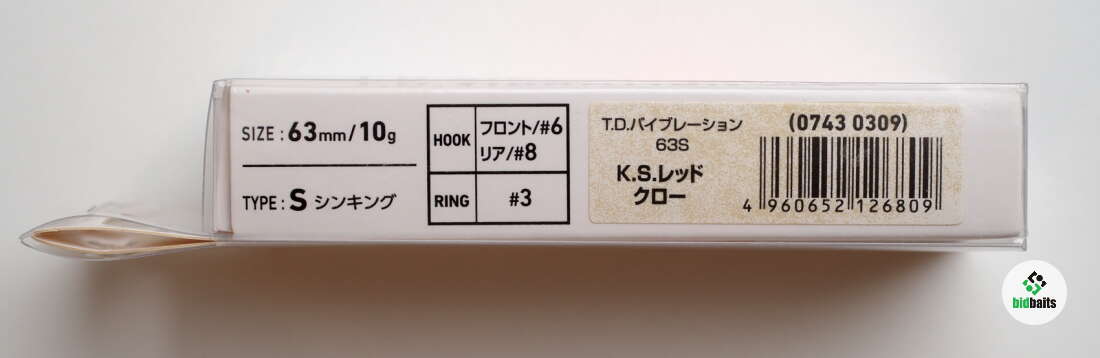 SIZE : 63mm/10g
TYPE : S シンキング
HOOK フロント/#6
リア/#8
RING #3
T.D.バイブレーション
63S
K.S.レッド
クロー
(0743 0309)
4 960652 126809
bidbaits